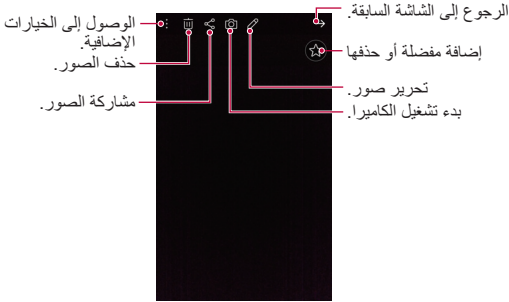 الرجوع إلى الشاشة السابقة.
إضافة مفضلة أو حذفها
تحرير صور.
بدء تشغيل الكاميرا.
الوصول إلى الخيارات
الإضافية.
حذف الصور.
مشاركة الصور.